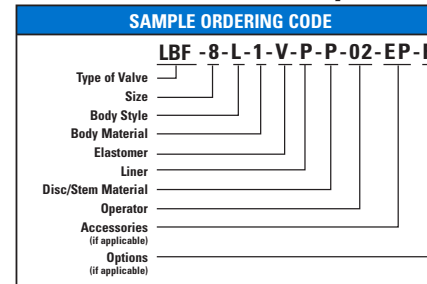 SAMPLE ORDERING CODE
LBF -8-L-1-V-P-P-02-EP-
Type of Valve
Size
Body Style
Body Material
Elastomer
Liner
Disc/Stem Material
Operator
Accessories
(if applicable)
Options
(if applicable)